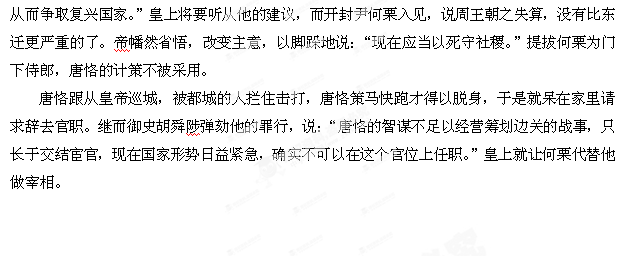 从而争取复兴国家。”皇上将要听从他的建议，而开封尹何栗入见，说周王朝之失算，没有比东
迁更严重的了。帝幡然省悟，改变主意，以脚跺地说：“现在应当以死守社稷。”提拔何栗为门
下侍郎，唐恪的计策不被采用。
唐恪跟从皇帝巡城，被都城的人拦住击打，唐恪策马快跑才得以脱身，于是就呆在家里请
求辞去官职。继而御史胡舜陟弹劾他的罪行，说：“唐恪的智谋不足以经营筹划边关的战事，只
长于交结宦官，现在国家形势日益紧急，确实不可以在这个官位上任职。”皇上就让何栗代替他
做宰相。